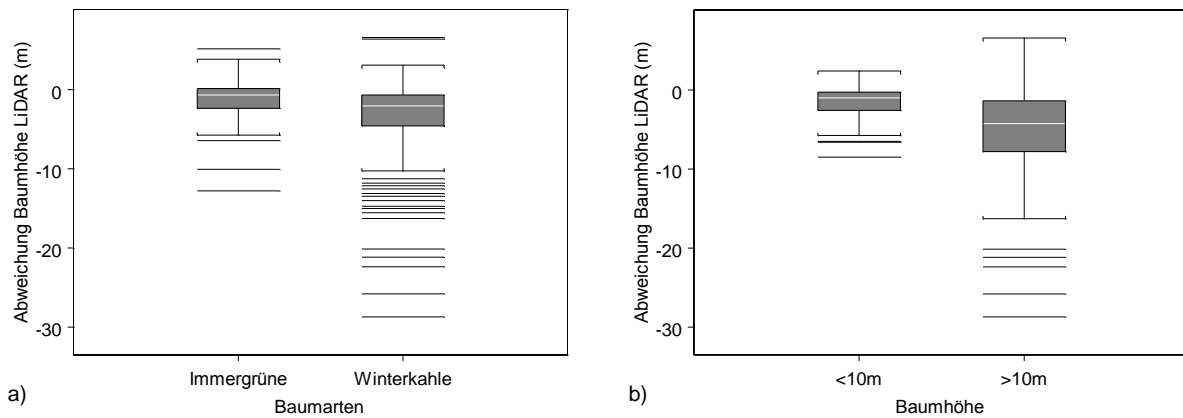 Abweichung Baumhöhe LiDAR (m)
0
-10
-20
-30
Immergrüne Winterkahle
Baumarten
a)
Abweichung Baumhöhe LiDAR (m)
0
-10
-20
-30
<10m >10m
Baumhöhe
b)